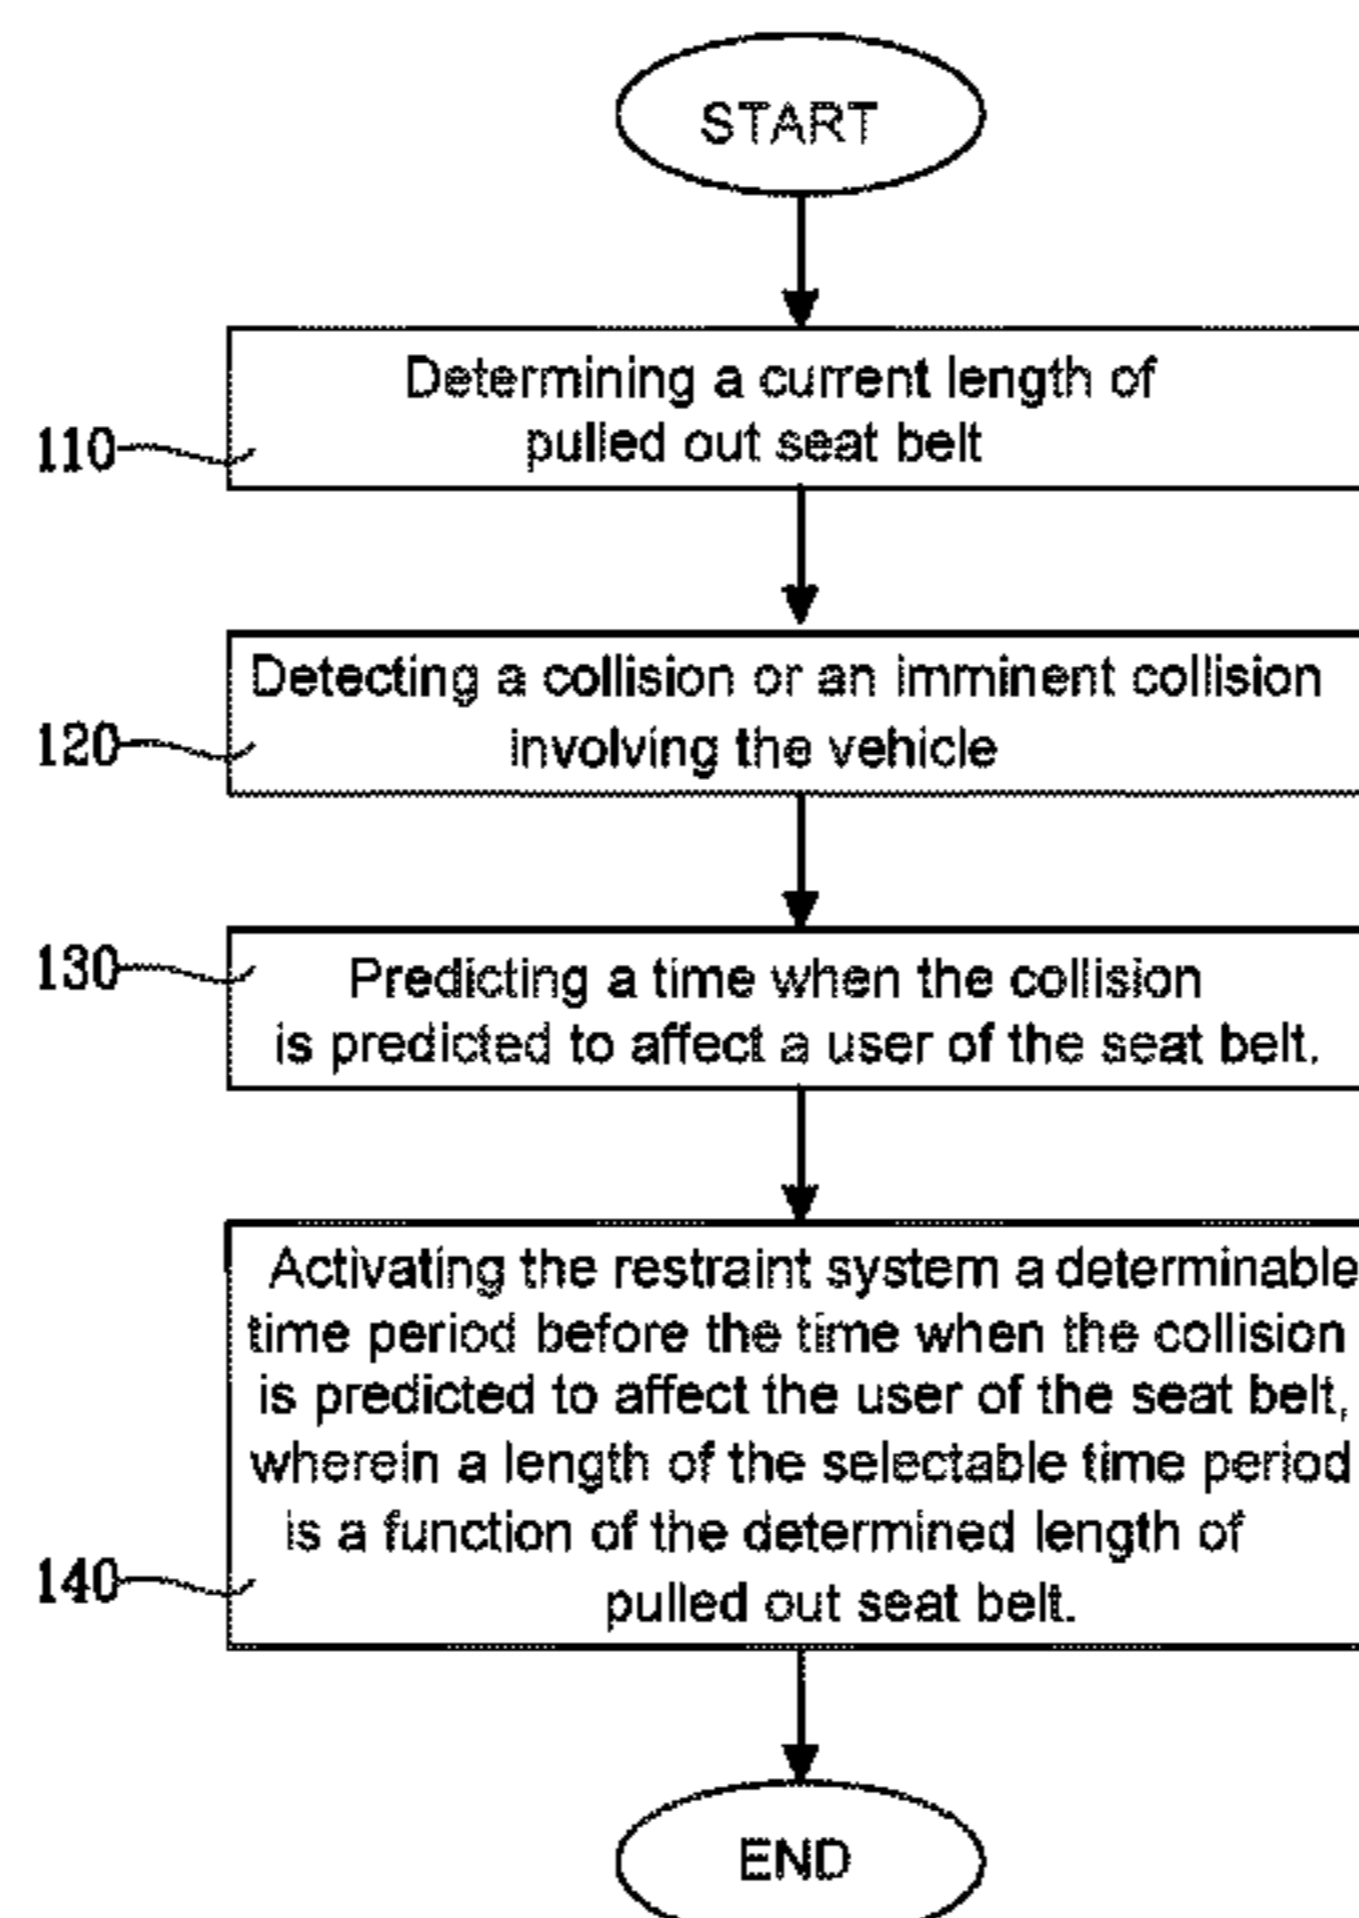 START
Determining a current length of
pulled out seat belt
110
Detecting a collision or an imminent collision
involving the vehicle
120
130
Predicting a time when the collision
is predicted to affect a user of the seat belt.
Activating the restraint system a determinable
time period before the time when the collision
is predicted to affect the user of the seat belt,
wherein a length of the selectable time period
is a function of the determined length of
140
pulled out seat belt.
END